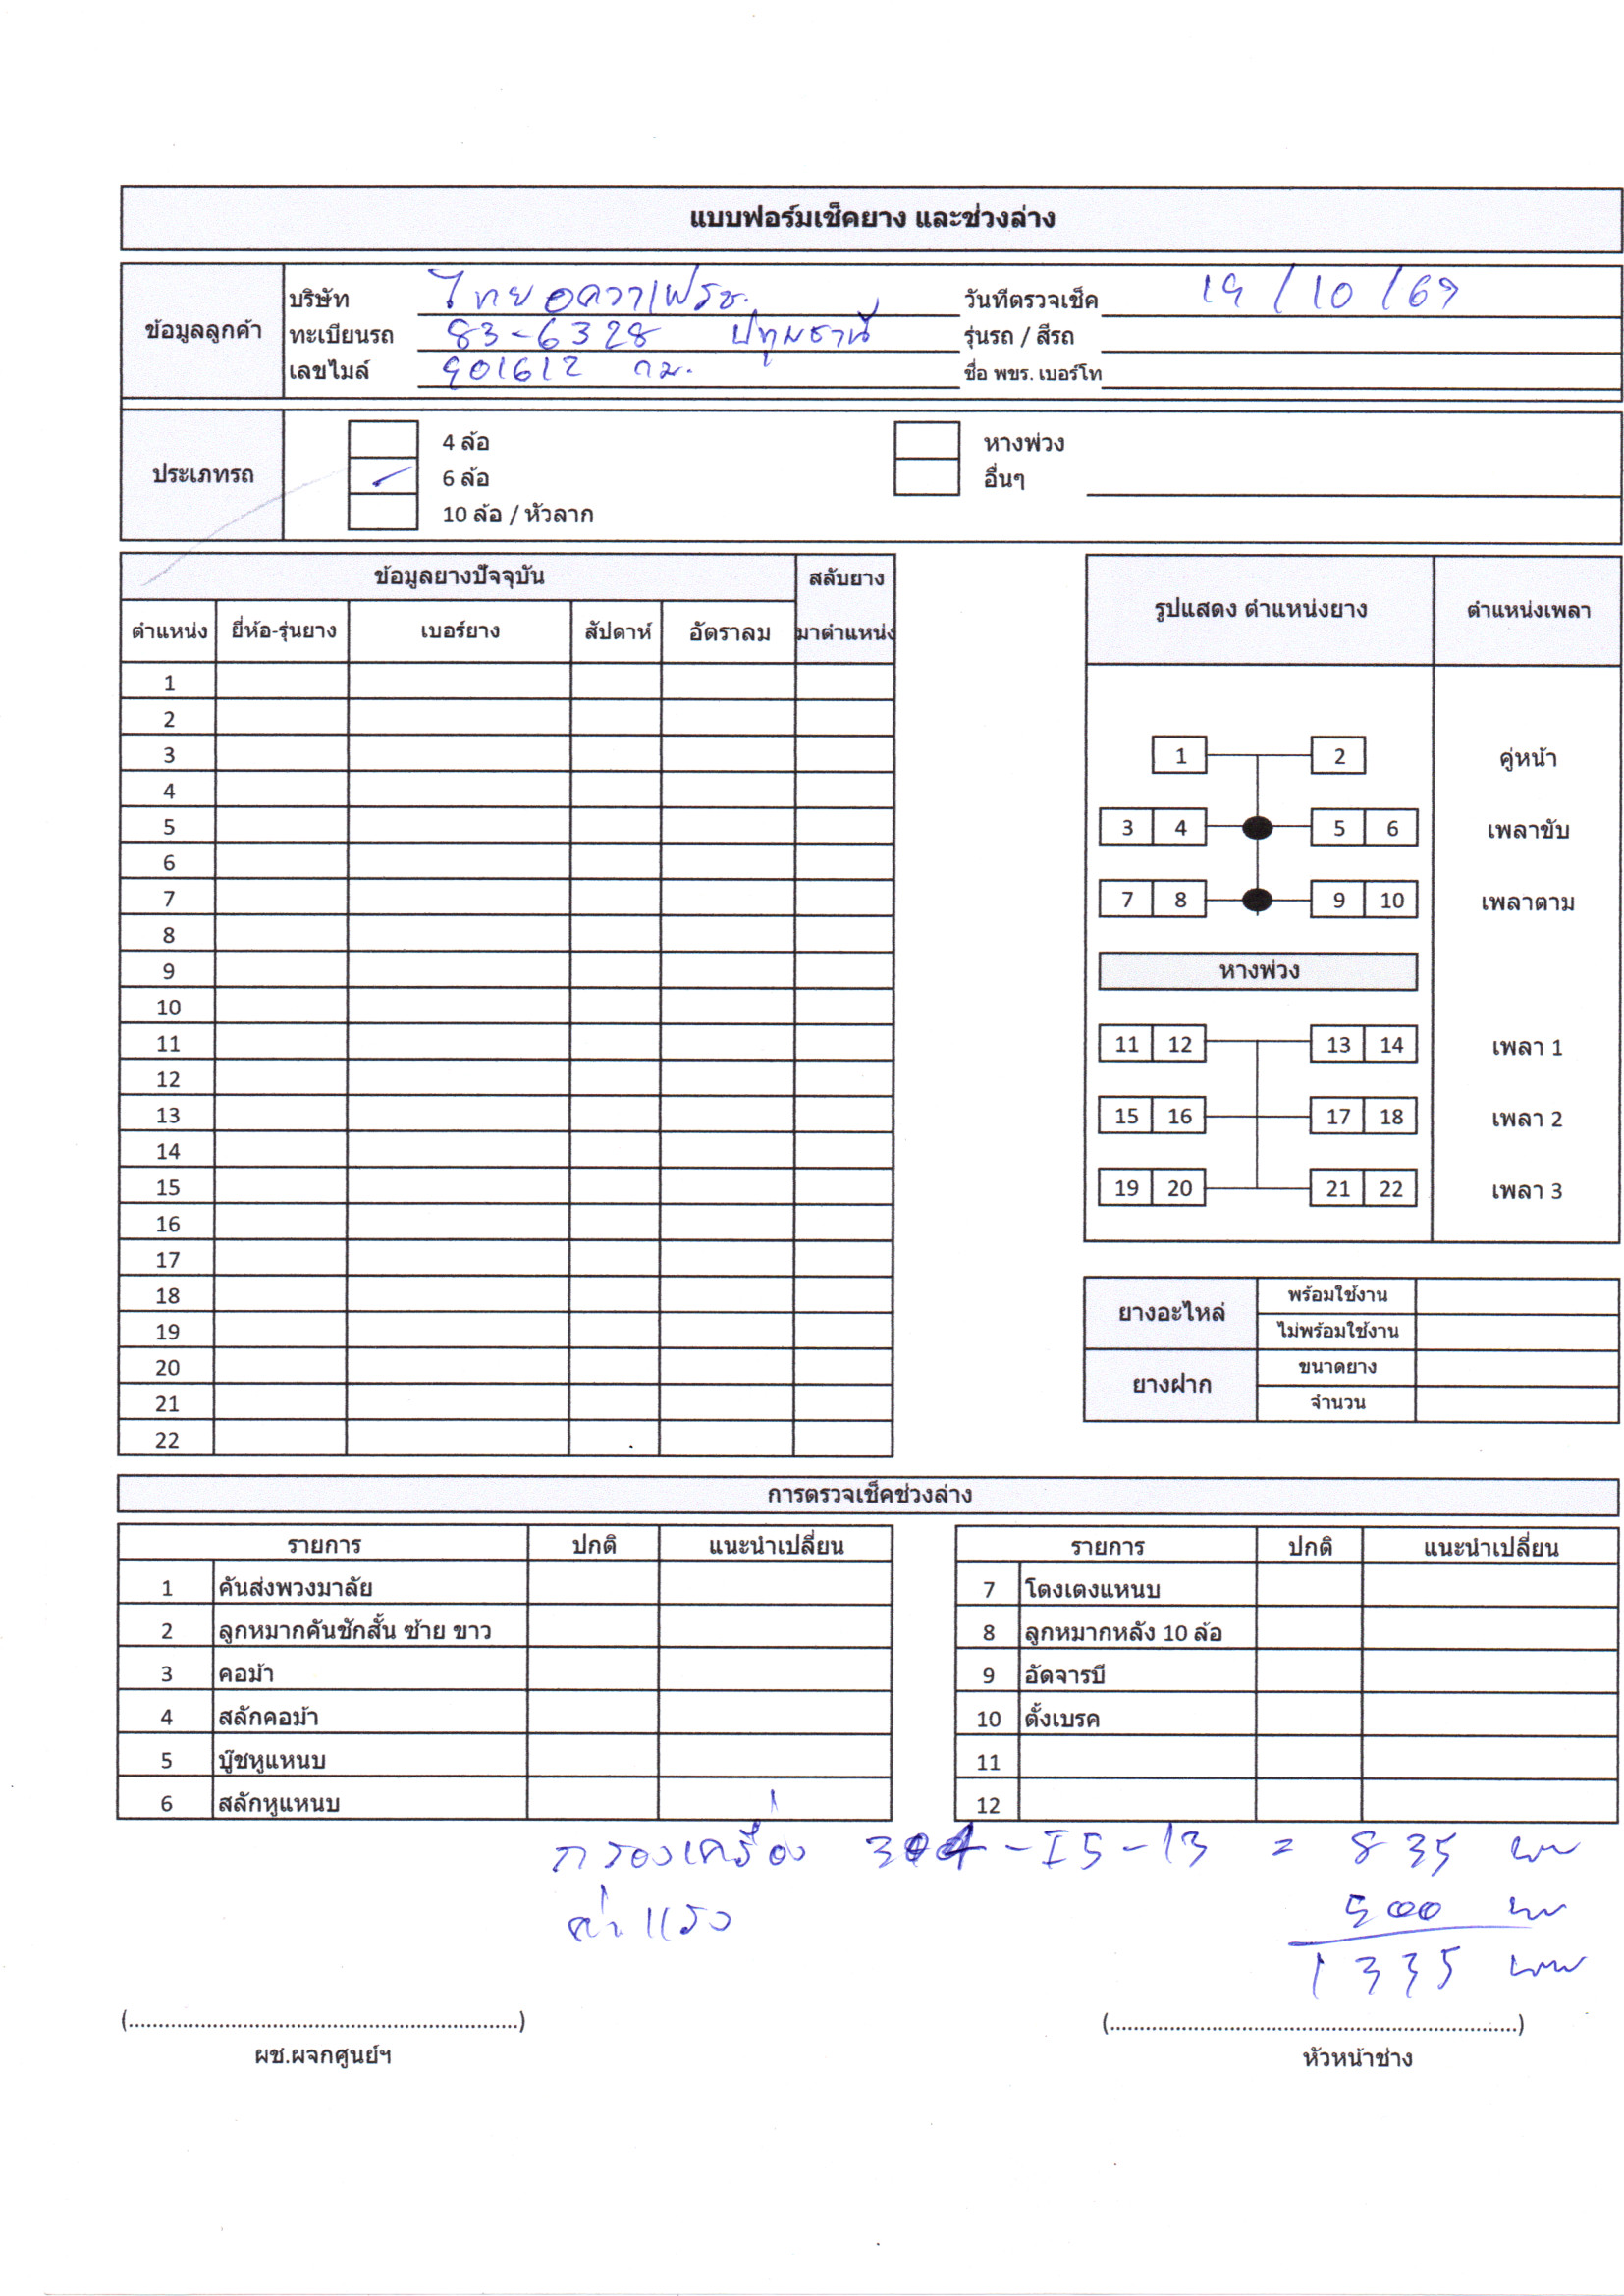 แบบฟอร์มเช็คยาง และช่วงล่าง
ข้อมูลลูกค้า
บริษัท ไทยอควาเฟรช. วันที่ตรวจเช็ค 19/10/67
ทะเบียนรถ 83-6328 ปทุมธานี รุ่นรถ / สีรถ
เลขไมล์ 901612 กม. ชื่อ พขร. เบอร์โท
ประเภทรถ
4 ล้อ หางพ่วง
6 ล้อ อื่นๆ
10 ล้อ / หัวลาก
ข้อมูลยางปัจจุบัน สลับยาง
ตำแหน่ง ยี่ห้อ-รุ่นยาง เบอร์ยาง สัปดาห์ อัตราลม มาตำแหน่ง
1
2
3
4
5
6
7
8
9
10
11
12
13
14
15
16
17
18
19
20
21
22
รูปแสดง ตำแหน่งยาง ตำแหน่งเพลา
1 2 คู่หน้า
3 4 5 6 เพลาขับ
7 8 9 10 เพลาตาม
หางพ่วง
11 12 13 14 เพลา 1
15 16 17 18 เพลา 2
19 20 21 22 เพลา 3
ยางอะไหล่ พร้อมใช้งาน
ไม่พร้อมใช้งาน
ยางฝาก ขนาดยาง
จำนวน
การตรวจเช็คช่วงล่าง
รายการ ปกติ แนะนำเปลี่ยน
1 คันส่งพวงมาลัย
2 ลูกหมากคันชักสั้น ซ้าย ขาว
3 คอม้า
4 สลักคอม้า
5 บู๊ชหูแหนบ
6 สลักหูแหนบ
รายการ ปกติ แนะนำเปลี่ยน
7 โตงเตงแหนบ
8 ลูกหมากหลัง 10 ล้อ
9 อัดจารบี
10 ตั้งเบรค
11
12
กรองเครื่อง -I5-13 = 835
ค่าแรง 500
1335
(.................................................................)
ผช.ผจกศูนย์ฯ
(....................................................................)
หัวหน้าช่าง